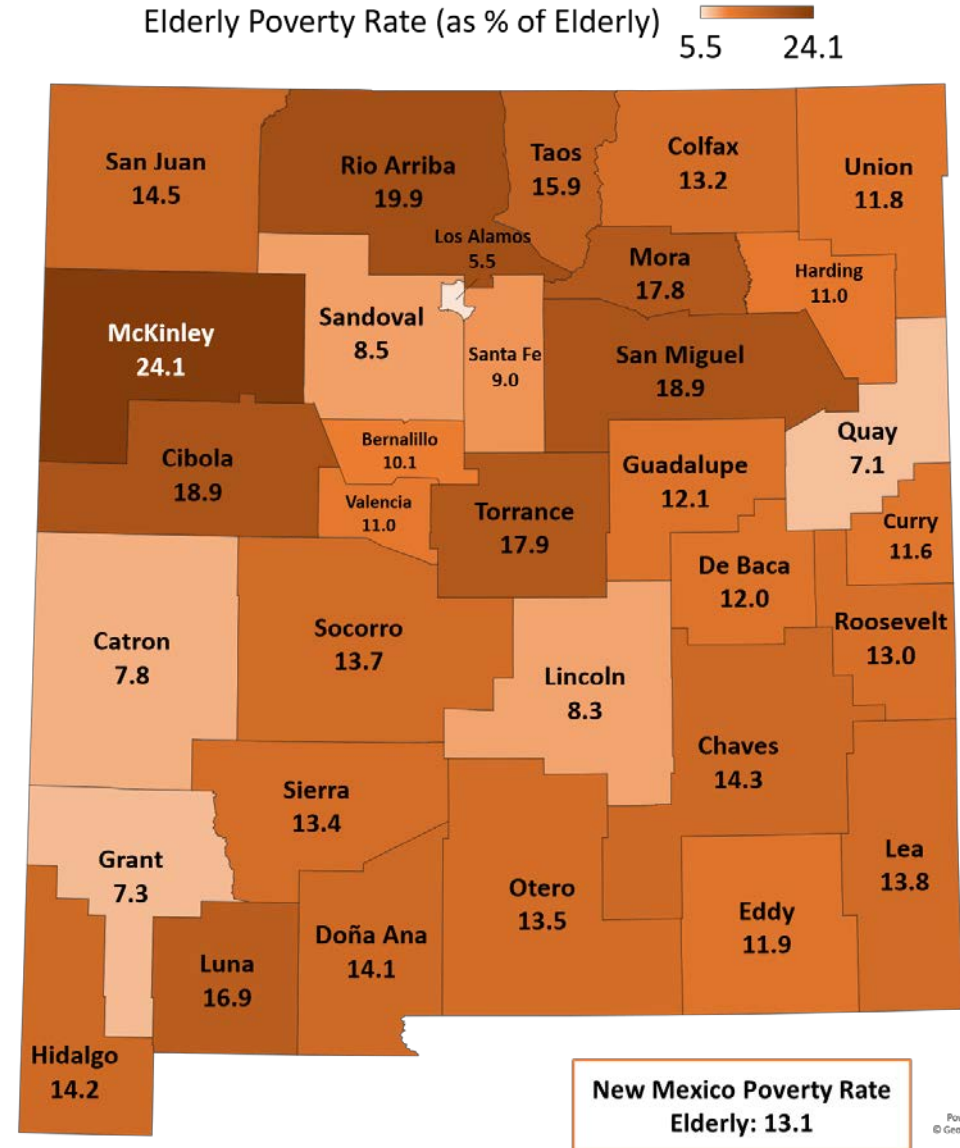 Elderly Poverty Rate (as % of Elderly)
5.5 24.1
San Juan
14.5
Rio Arriba
19.9
Taos
15.9
Colfax
13.2
Union
11.8
Los Alamos
5.5
Mora
17.8
Harding
11.0
McKinley
24.1
Sandoval
8.5
Santa Fe
9.0
San Miguel
18.9
Quay
7.1
Cibola
18.9
Bernalillo
10.1
Guadalupe
12.1
Valencia
11.0
Torrance
17.9
Curry
11.6
De Baca
12.0
Roosevelt
13.0
Catron
7.8
Socorro
13.7
Lincoln
8.3
Chaves
14.3
Sierra
13.4
Grant
7.3
Otero
13.5
Lea
13.8
Eddy
11.9
Doña Ana
14.1
Luna
16.9
Hidalgo
14.2
New Mexico Poverty Rate
Elderly: 13.1